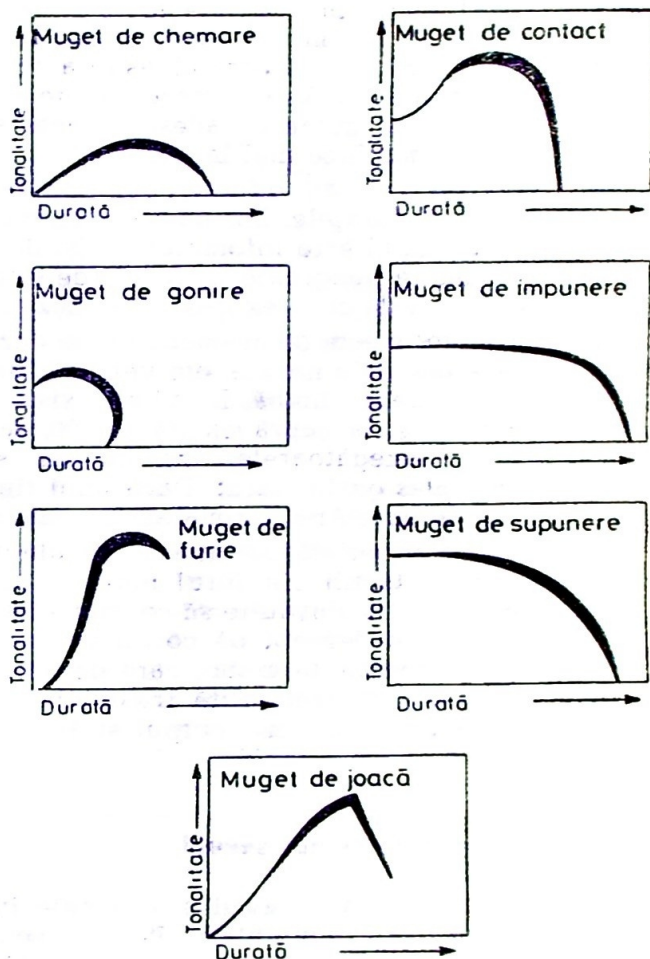 Muget de chemare
Tonalitate
Durată
Muget de contact
Tonalitate
Durată
Muget de gonire
Tonalitate
Durată
Muget de impunere
Tonalitate
Durată
Muget de
furie
Tonalitate
Durată
Muget de supunere
Tonalitate
Durată
Muget de joacă
Tonalitate
Durată